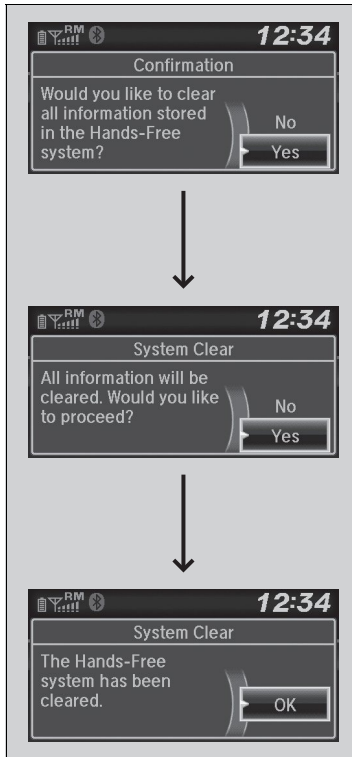 RM 12:34
Confirmation
Would you like to clear
all information stored
in the Hands-Free
system?
No
Yes
RM 12:34
System Clear
All information will be
cleared. Would you like
to proceed?
No
Yes
RM 12:34
System Clear
The Hands-Free
system has been
cleared.
OK